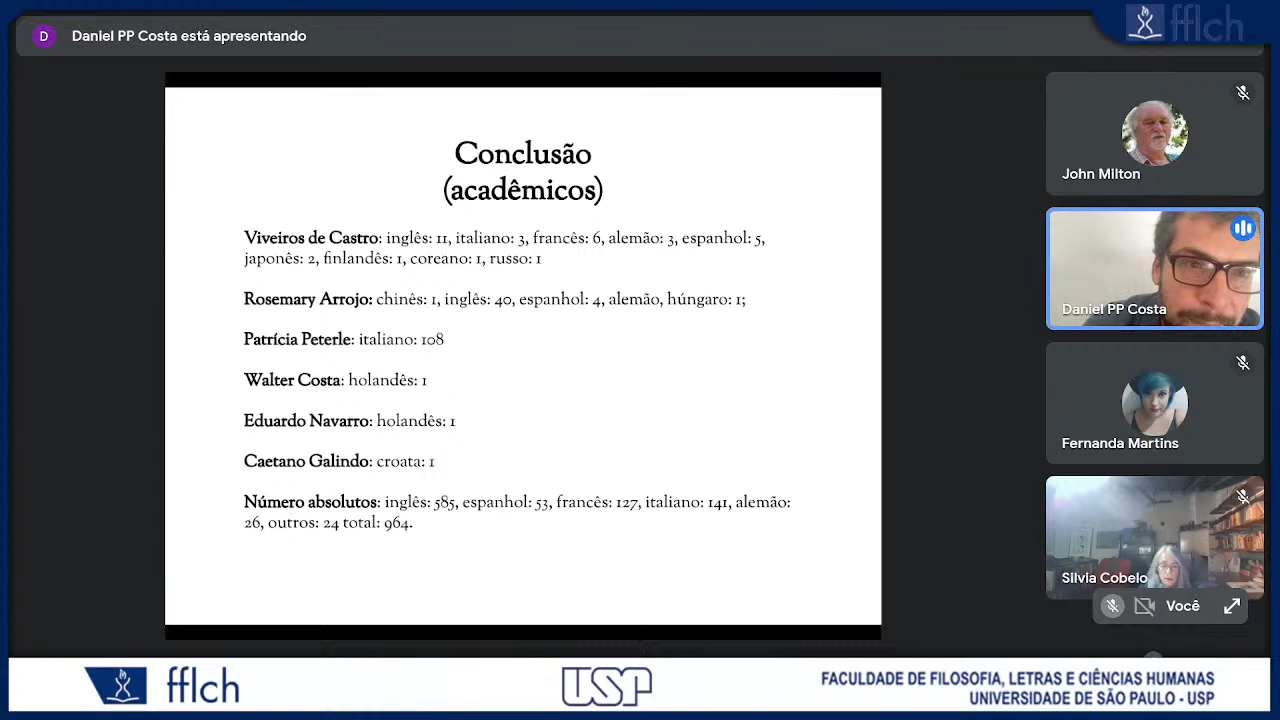 D Daniel PP Costa está apresentando
fflch
Conclusão
(acadêmicos)
Viveiros de Castro: inglês: 11, italiano: 3, francês: 6, alemão: 3, espanhol: 5,
japonês: 2, finlandês: 1, coreano: 1, russo: 1
Rosemary Arrojo: chinês: 1, inglês: 40, espanhol: 4, alemão, húngaro: 1;
Patrícia Peterle: italiano: 108
Walter Costa: holandês: 1
Eduardo Navarro: holandês: 1
Caetano Galindo: croata: 1
Número absolutos: inglês: 585, espanhol: 53, francês: 127, italiano: 141, alemão:
26, outros: 24 total: 964.
John Milton
Daniel PP Costa
Fernanda Martins
Silvia Cobelo
Você
fflch
USP
FACULDADE DE FILOSOFIA, LETRAS E CIÊNCIAS HUMANAS
UNIVERSIDADE DE SÃO PAULO - USP